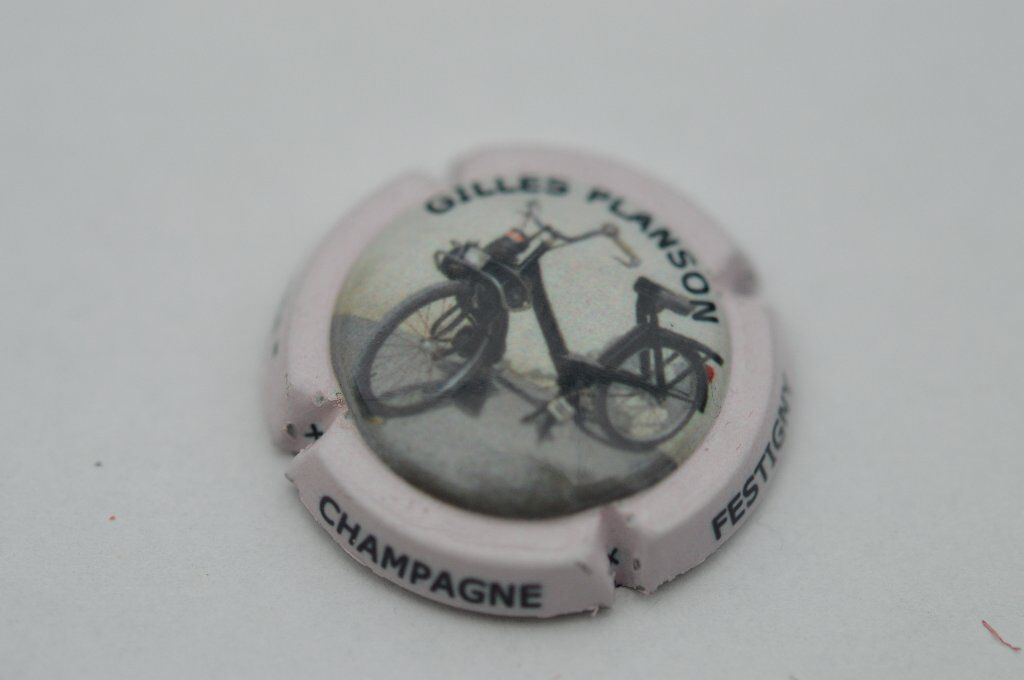 GILLES PLANSON
CHAMPAGNE x FESTIGNY
x